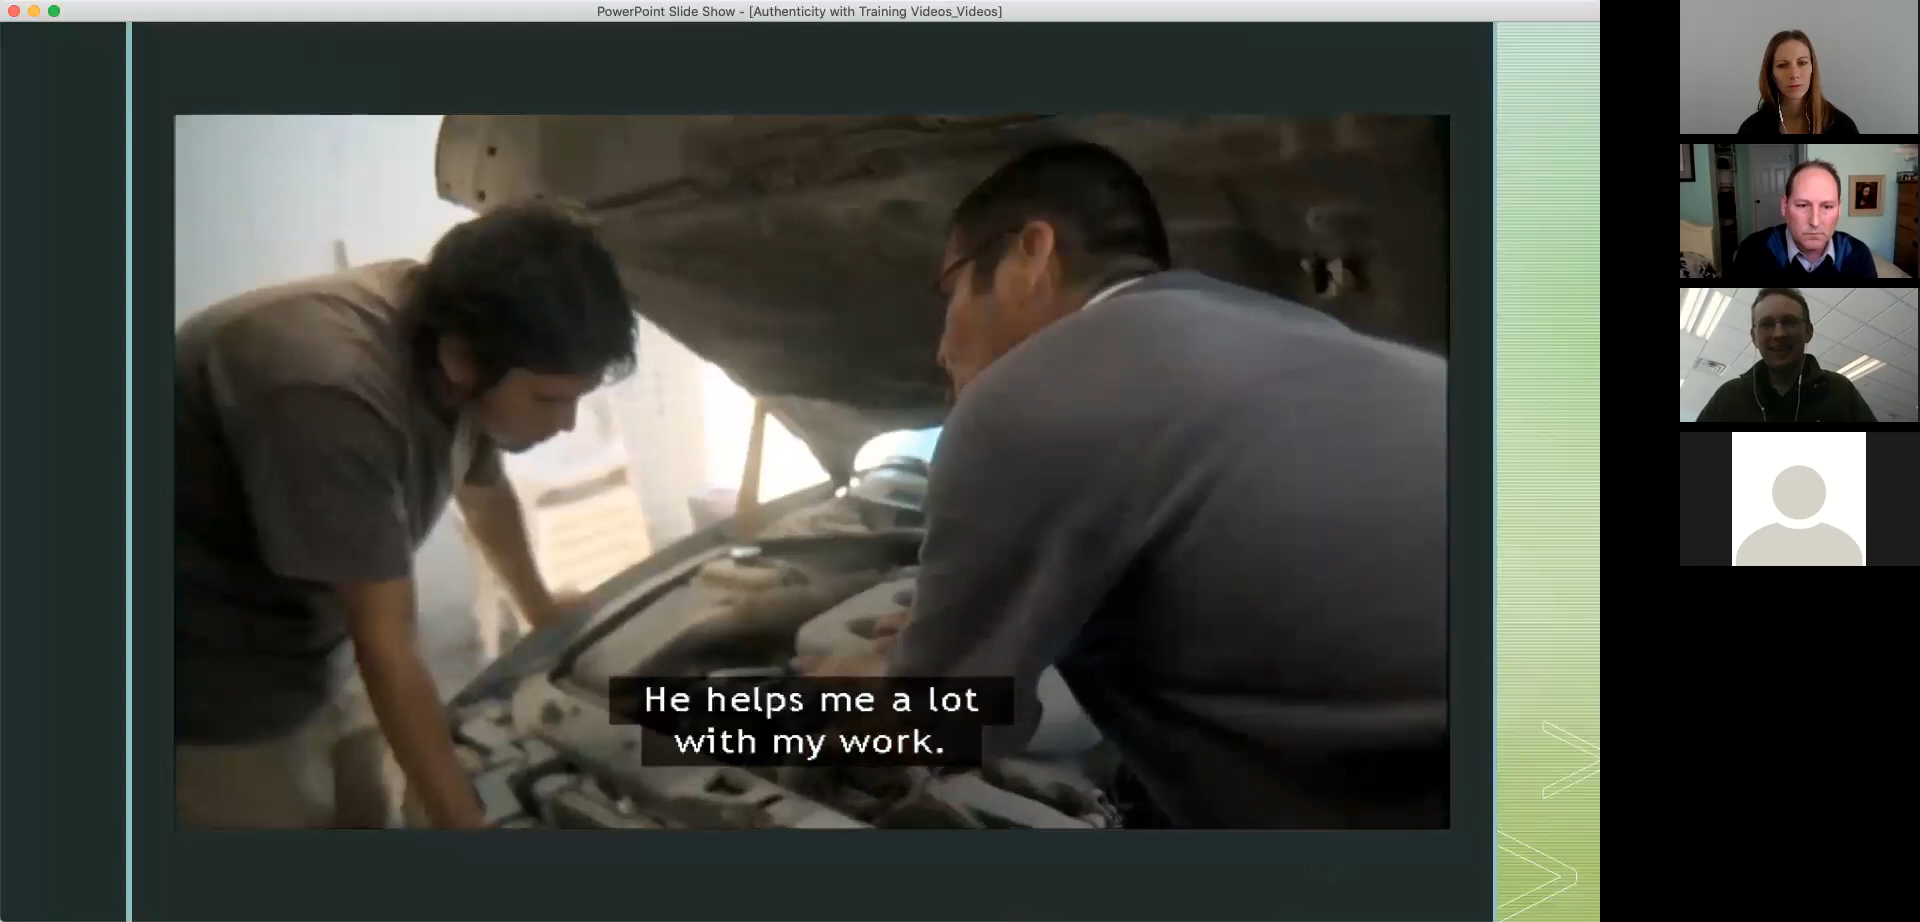 PowerPoint Slide Show - [Authenticity with Training Videos_Videos]
He helps me a lot
with my work.